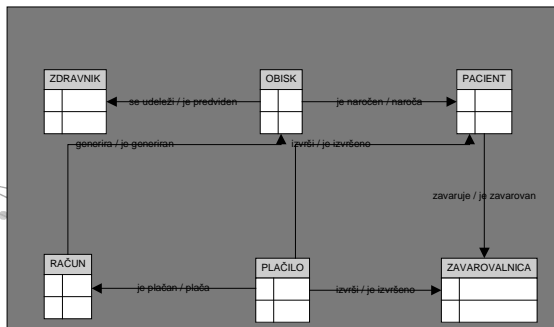 ZDRAVNIK
OBISK
PACIENT
se udeleži / je predviden
je naročen / naroča
generira / je generiran
izvrši / je izvršeno
zavaruje / je zavarovan
RAČUN
PLAČILO
ZAVAROVALNICA
je plačan / plača
izvrši / je izvršeno